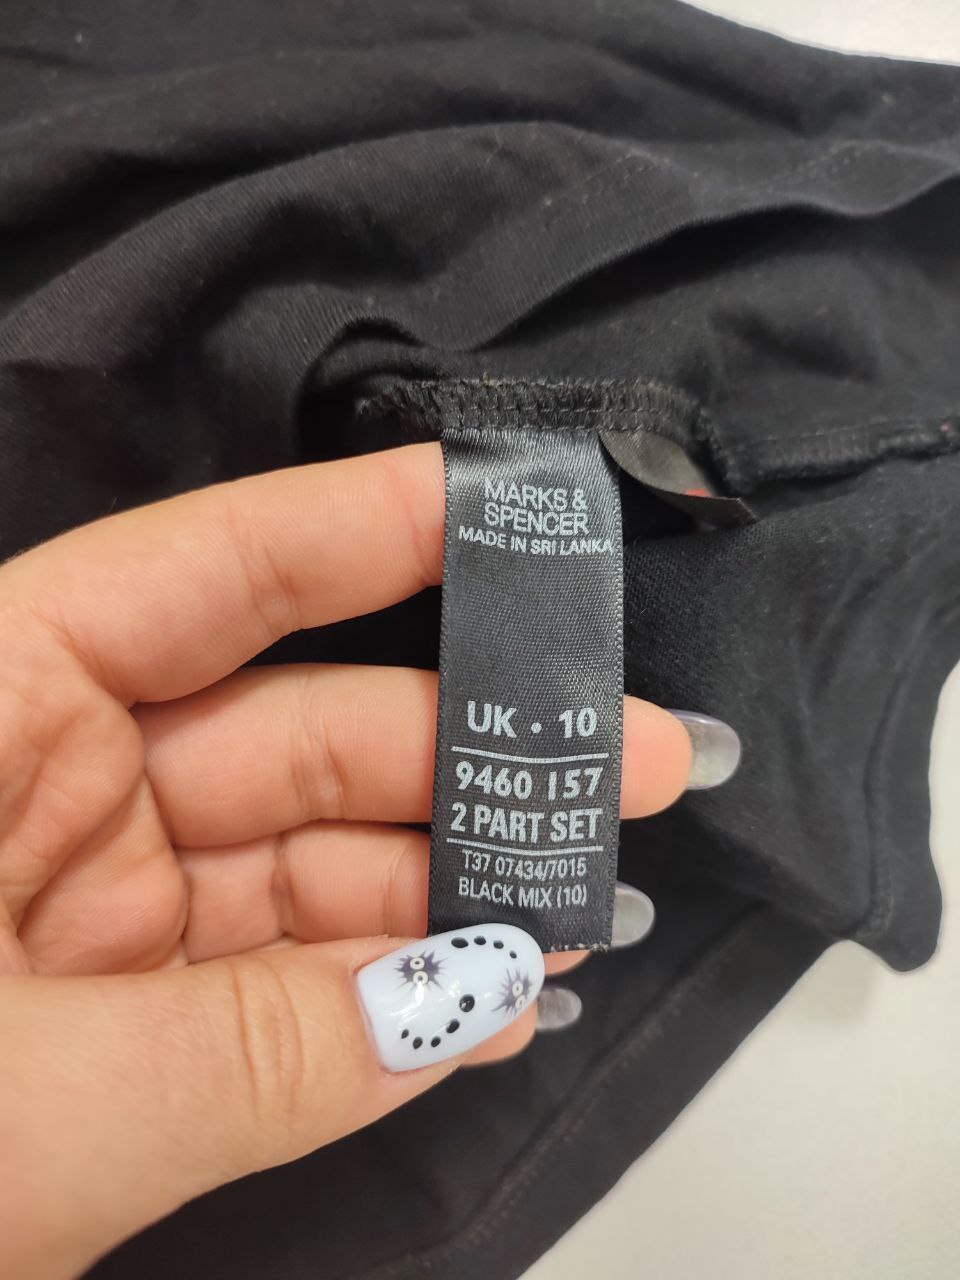 MARKS &
SPENCER
MADE IN SRI LANKA
UK • 10
9460 157
2 PART SET
T37 07434/7015
BLACK MIX (10)